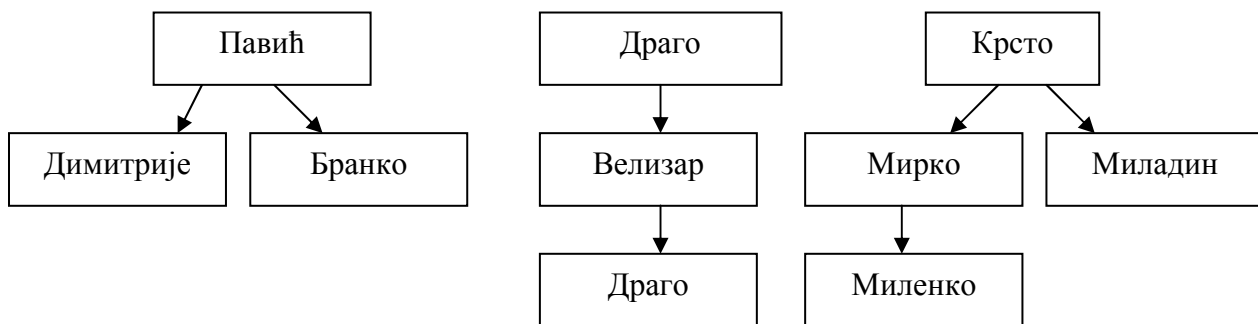 Павић
Драго
Крсто
Димитрије
Бранко
Велизар
Мирко
Миладин
Драго
Миленко